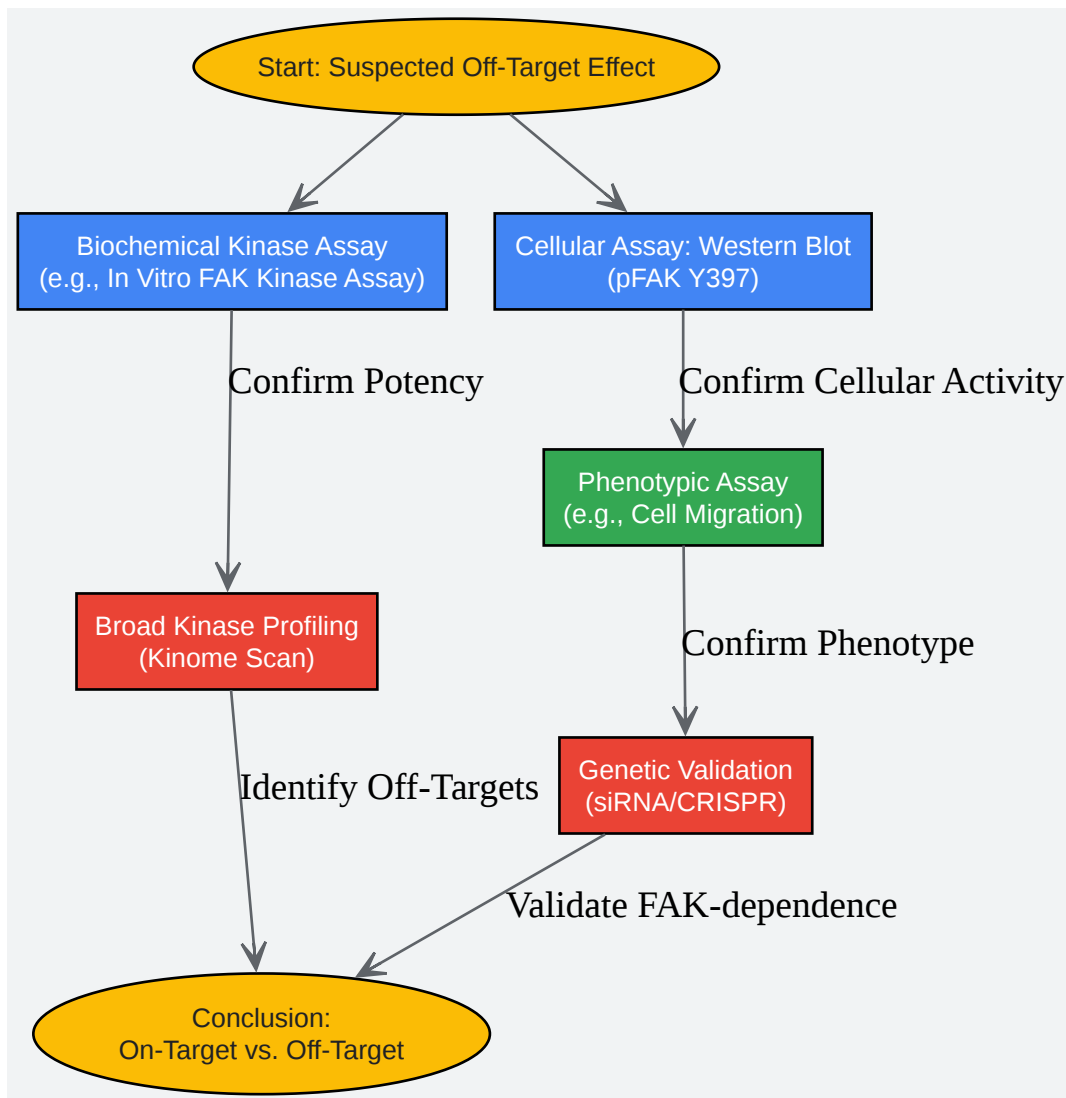 Start: Suspected Off-Target Effect
Biochemical Kinase Assay
(e.g., In Vitro FAK Kinase Assay)
Cellular Assay: Western Blot
(pFAK Y397)
Confirm Potency
Confirm Cellular Activity
Phenotypic Assay
(e.g., Cell Migration)
Broad Kinase Profiling
(Kinome Scan)
Confirm Phenotype
Identify Off-Targets
Genetic Validation
(siRNA/CRISPR)
Validate FAK-dependence
Conclusion:
On-Target vs. Off-Target